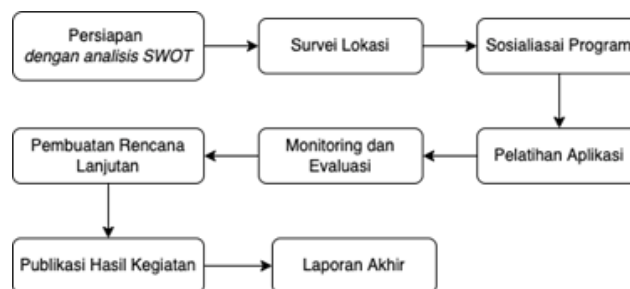 Persiapan
dengan analisis SWOT
Survei Lokasi
Sosialiasai Program
Pelatihan Aplikasi
Monitoring dan
Evaluasi
Pembuatan Rencana
Lanjutan
Publikasi Hasil Kegiatan
Laporan Akhir